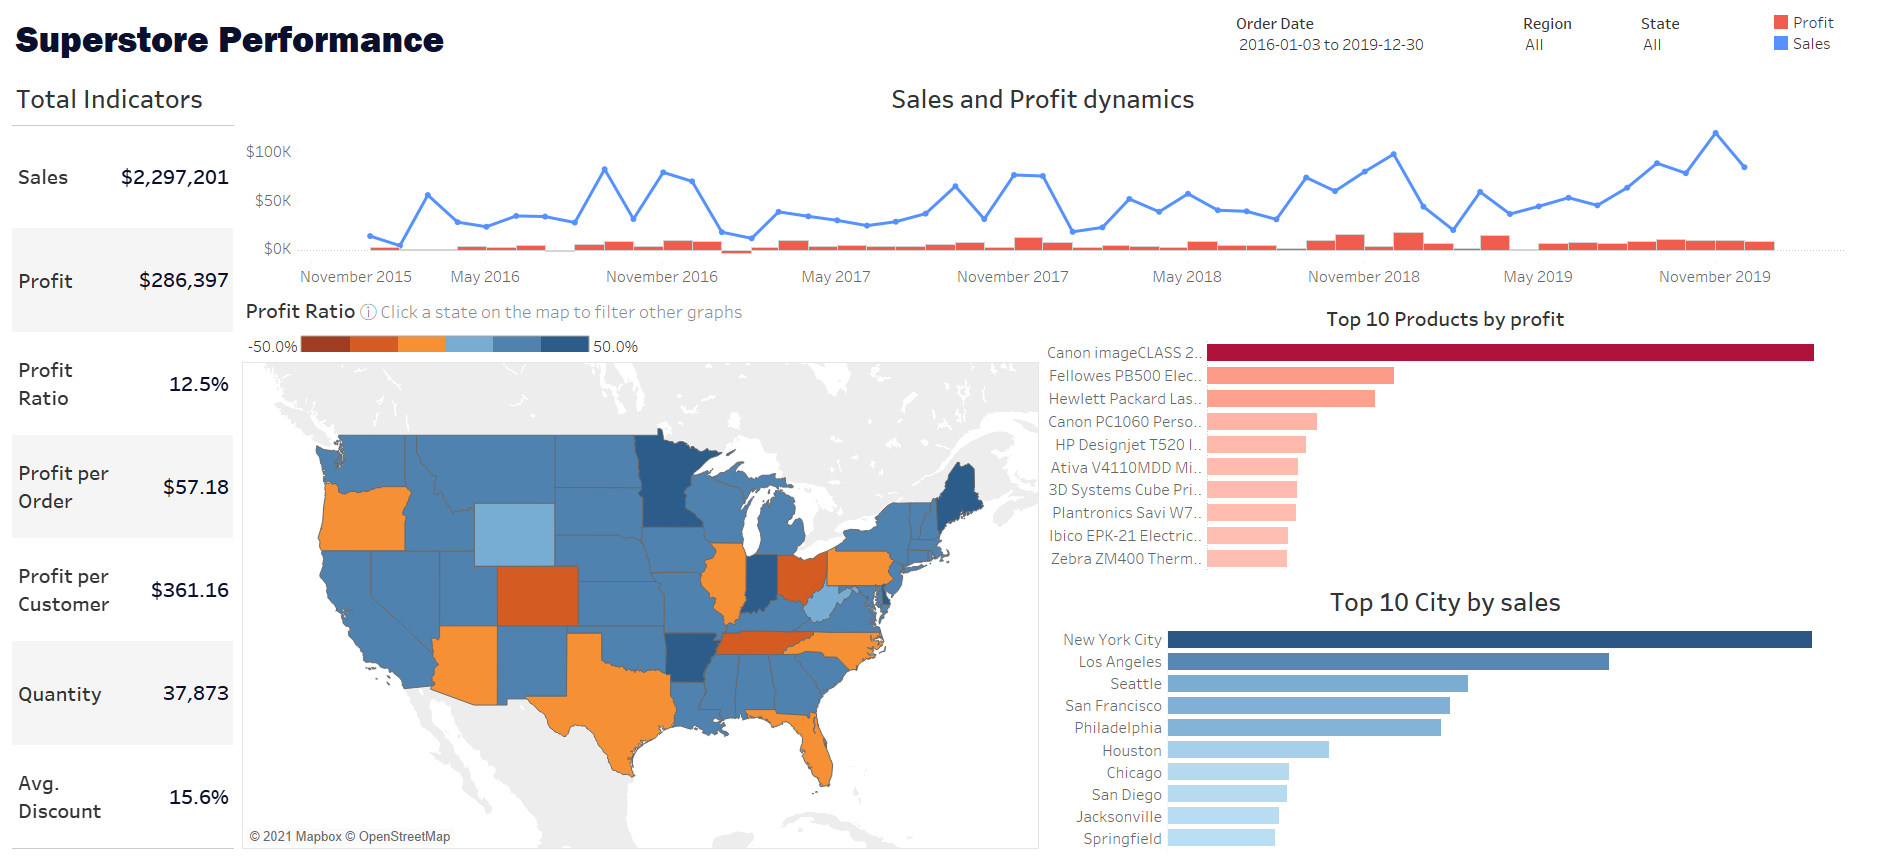 Superstore Performance
Order Date
2016-01-03 to 2019-12-30
Region
All
State
All
Profit
Sales
Total Indicators
Sales $2,297,201
Profit $286,397
Profit
Ratio
12.5%
Profit per
Order
$57.18
Profit per
Customer
$361.16
Quantity 37,873
Avg.
Discount
15.6%
Sales and Profit dynamics
$100K
$50K
$0K
November 2015 May 2016 November 2016 May 2017 November 2017 May 2018 November 2018 May 2019 November 2019
Profit Ratio ⓘ Click a state on the map to filter other graphs
-50.0% 50.0%
© 2021 Mapbox © OpenStreetMap
Top 10 Products by profit
Canon imageCLASS 2..
Fellowes PB500 Elec..
Hewlett Packard Las..
Canon PC1060 Perso..
HP Designjet T520 I..
Ativa V4110MDD Mi..
3D Systems Cube Pri..
Plantronics Savi W7..
Ibico EPK-21 Electric..
Zebra ZM400 Therm..
Top 10 City by sales
New York City
Los Angeles
Seattle
San Francisco
Philadelphia
Houston
Chicago
San Diego
Jacksonville
Springfield